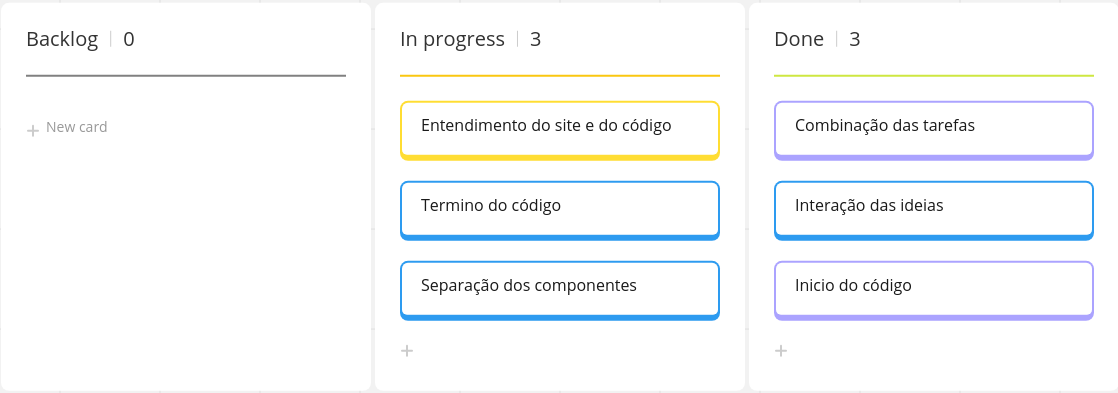 Backlog 0
New card
In progress 3
Entendimento do site e do código
Termino do código
Separação dos componentes
Done 3
Combinação das tarefas
Interação das ideias
Inicio do código